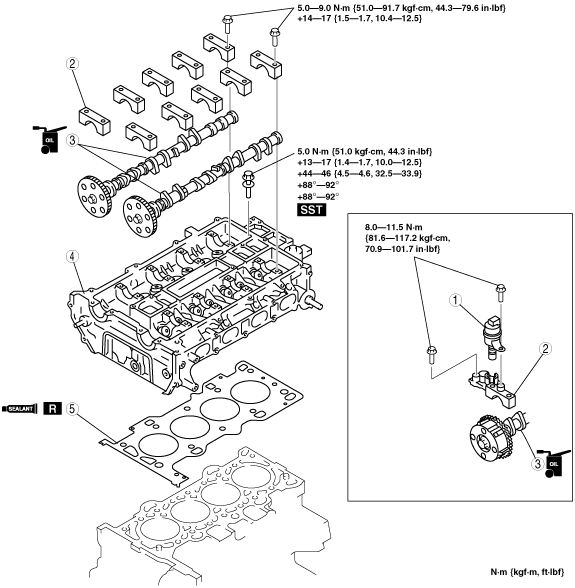 5.0—9.0 N·m {51.0—91.7 kgf·cm, 44.3—79.6 in·lbf}
+14—17 {1.5—1.7, 10.4—12.5}
2
OIL
3
5.0 N·m {51.0 kgf·cm, 44.3 in·lbf}
+13—17 {1.4—1.7, 10.0—12.5}
+44—46 {4.5—4.6, 32.5—33.9}
+88°—92°
+88°—92°
SST
8.0—11.5 N·m
{81.6—117.2 kgf·cm,
70.9—101.7 in·lbf}
4
1
2
SEALANT R 5
3
OIL
N·m {kgf·m, ft·lbf}